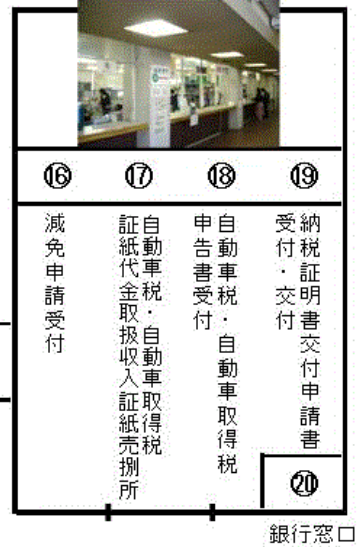 ⑯ ⑰ ⑱ ⑲
減免申請受付
自動車税・自動車取得税
証紙代金取扱収入証紙売捌所
自動車税・自動車取得税
申告書受付
納税証明書交付申請書
受付・交付
⑳
銀行窓口